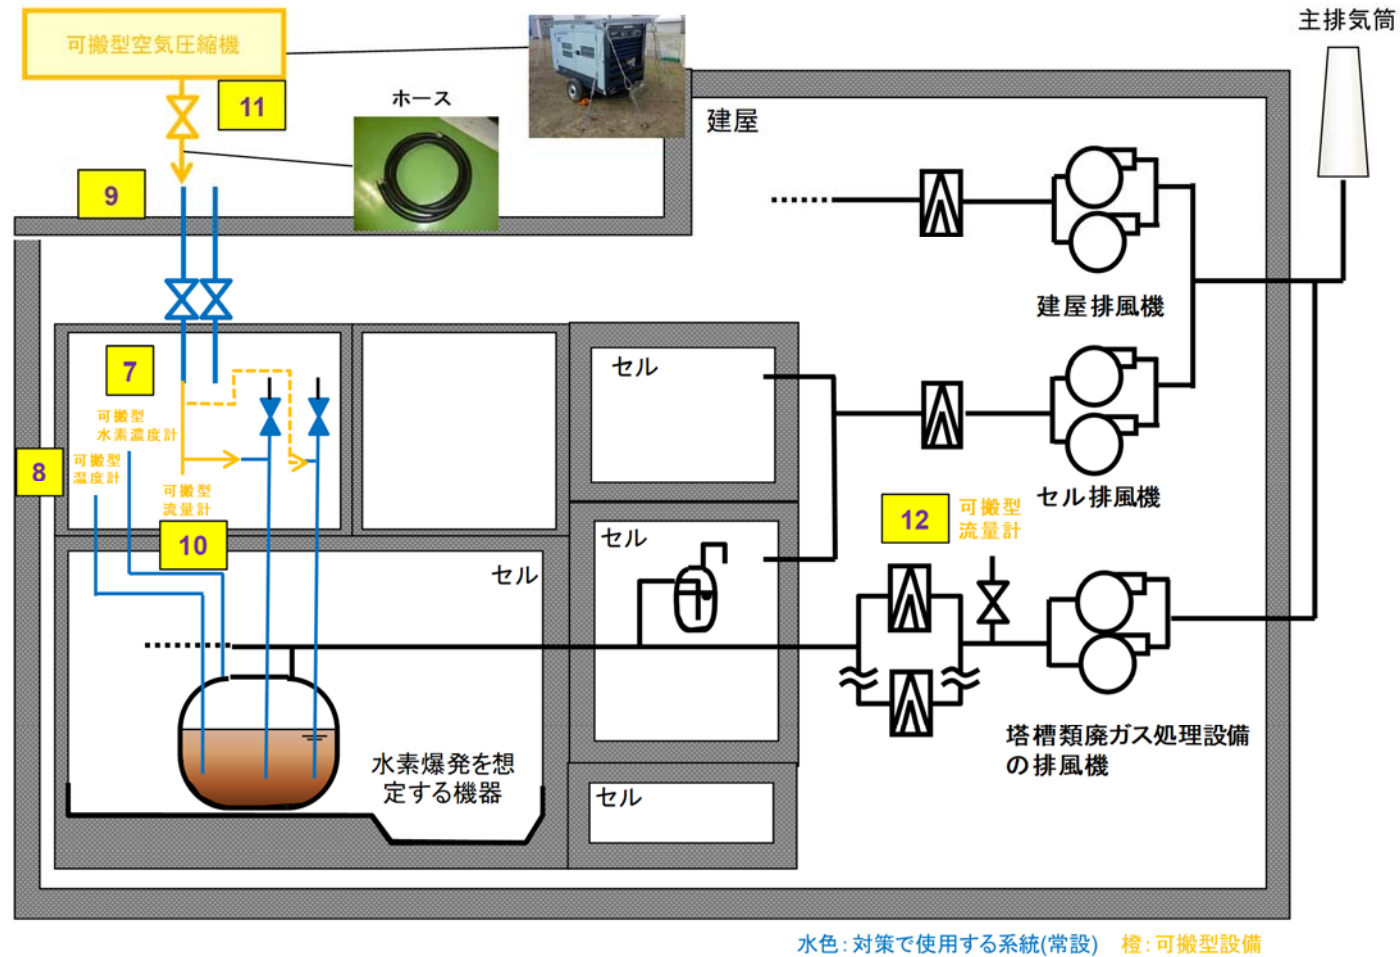 主排気筒
可搬型空気圧縮機
11
ホース
建屋
9
建屋排風機
7
セル
可搬型
水素濃度計
8
可搬型
温度計
可搬型
流量計
セル排風機
10
12
可搬型
流量計
セル
セル
水素爆発を想
定する機器
塔槽類廃ガス処理設備
の排風機
セル
水色：対策で使用する系統(常設)
橙：可搬型設備